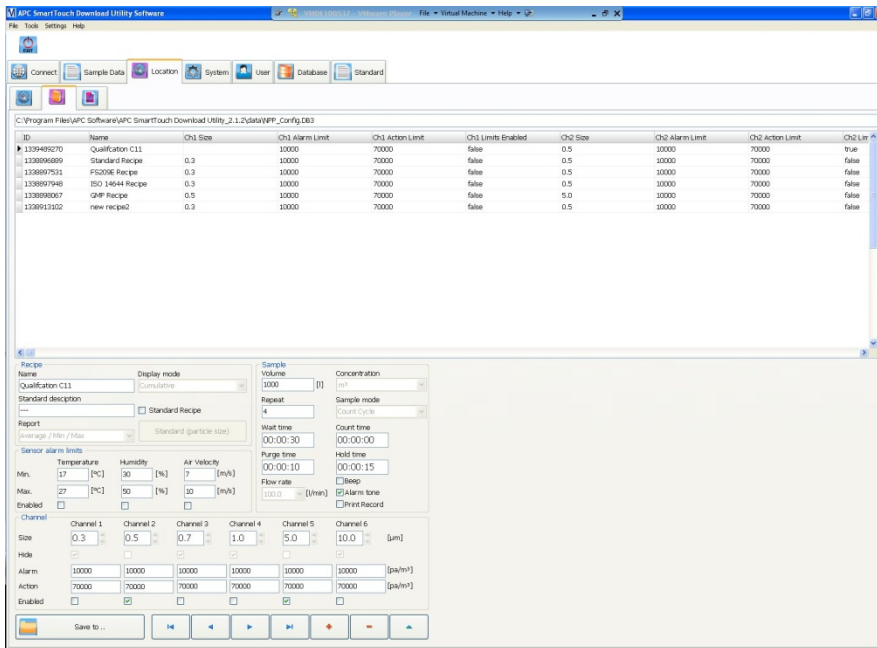 APC SmartTouch Download Utility Software
File Virtual Machine Help
File Tools Settings Help
EXIT
Connect Sample Data Location System User Database Standard
C:\Program Files\APC Software\APC SmartTouch Download Utility_2.1.2\data\NPP_Config.DB3
ID Name Ch1 Size Ch1 Alarm Limit Ch1 Action Limit Ch1 Limits Enabled Ch2 Size Ch2 Alarm Limit Ch2 Action Limit Ch2 Lim
1339489270 Qualifcation C11 10000 70000 false 0.5 10000 70000 true
1338896889 Standard Recipe 0.3 10000 70000 false 0.5 10000 70000 false
1338897531 FS209E Recipe 0.3 10000 70000 false 0.5 10000 70000 false
1338897948 ISO 14644 Recipe 0.3 10000 70000 false 0.5 10000 70000 false
1338898067 GMP Recipe 0.5 10000 70000 false 5.0 10000 70000 false
1338913102 new recipe2 0.3 10000 70000 false 0.5 10000 70000 false
Recipe
Name Display mode
Qualifcation C11 Cumulative
Standard desciption
--- Standard Recipe
Report
Average / Min / Max Standard (particle size)
Sample
Volume Concentration
1000 [l] m³
Repeat Sample mode
4 Count Cycle
Wait time Count time
00:00:30 00:00:00
Purge time Hold time
00:00:10 00:00:15
Flow rate Beep
100.0 [l/min] Alarm tone
Print Record
Sensor alarm limits
Temperature Humidity Air Velocity
Min. 17 [ºC] 30 [%] 7 [m/s]
Max. 27 [ºC] 50 [%] 10 [m/s]
Enabled
Channel
Channel 1 Channel 2 Channel 3 Channel 4 Channel 5 Channel 6
Size 0.3 0.5 0.7 1.0 5.0 10.0 [µm]
Hide
Alarm 10000 10000 10000 10000 10000 10000 [pa/m³]
Action 70000 70000 70000 70000 70000 70000 [pa/m³]
Enabled
Save to ..